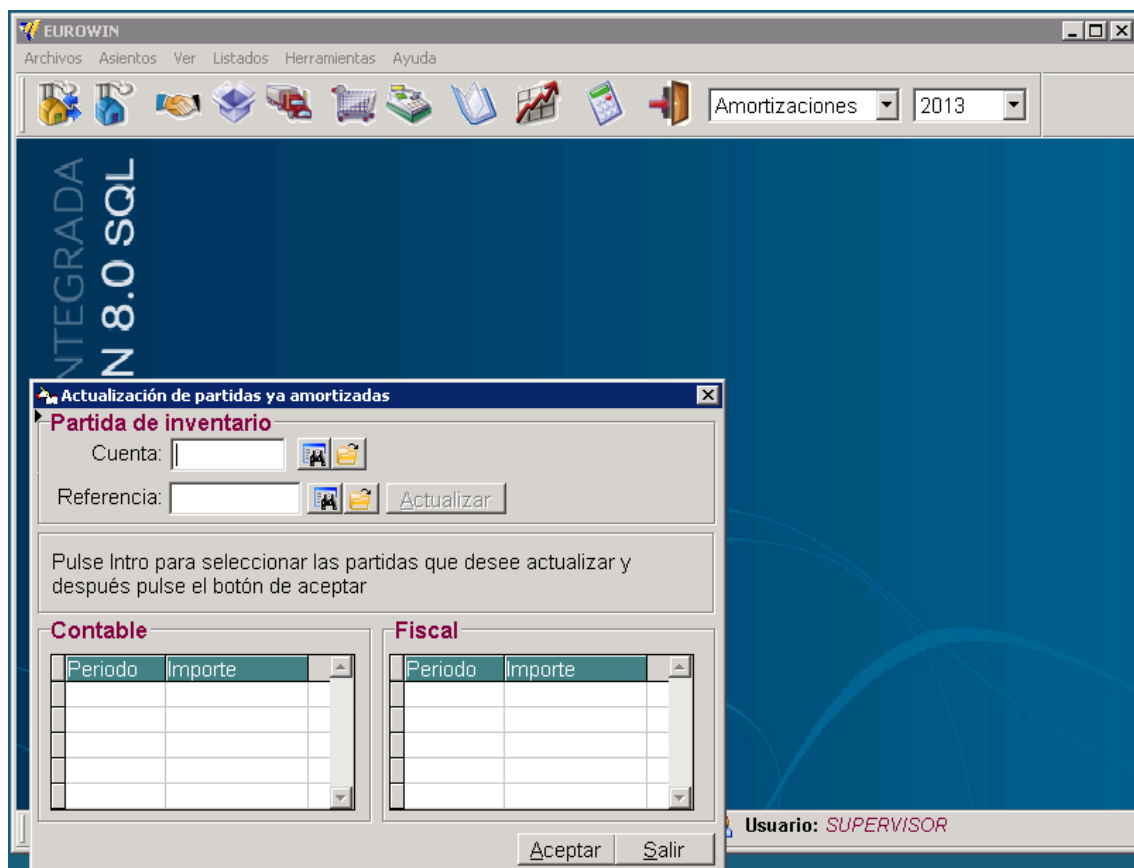 EUROWIN
Archivos Asientos Ver Listados Herramientas Ayuda
Amortizaciones 2013
NTEGRADA
N 8.0 SQL
Actualización de partidas ya amortizadas
Partida de inventario
Cuenta:
Referencia: Actualizar
Pulse Intro para seleccionar las partidas que desee actualizar y
después pulse el botón de aceptar
Contable Fiscal
Periodo Importe Periodo Importe
Usuario: SUPERVISOR
Aceptar Salir